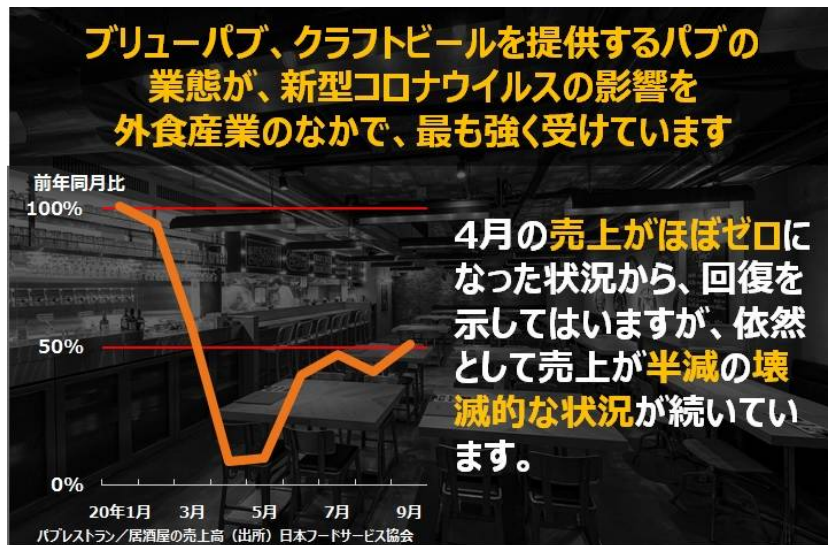 ブリューパブ、クラフトビールを提供するパブの
業態が、新型コロナウイルスの影響を
外食産業のなかで、最も強く受けています
前年同月比
100%
50%
0%
20年1月 3月 5月 7月 9月
パブレストラン／居酒屋の売上高（出所）日本フードサービス協会
4月の売上がほぼゼロに
なった状況から、回復を
示してはいますが、依然
として売上が半減の壊
滅的な状況が続いてい
ます。